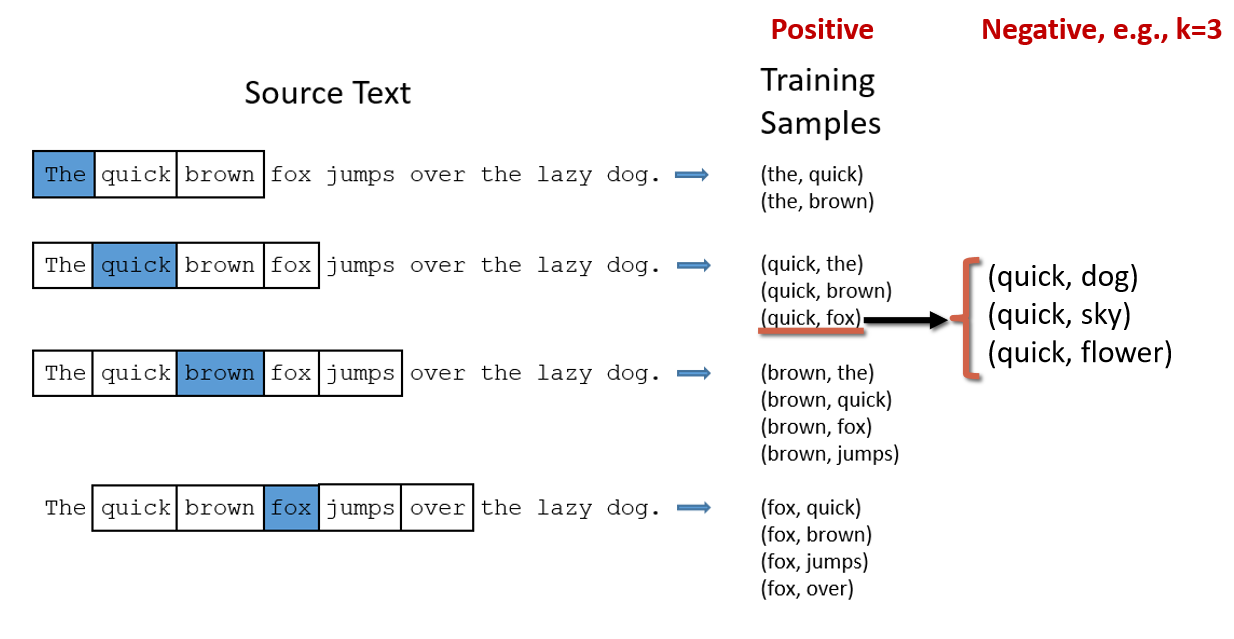 Positive
Negative, e.g., k=3
Source Text
Training
Samples
The quick brown fox jumps over the lazy dog.
(the, quick)
(the, brown)
The quick brown fox jumps over the lazy dog.
(quick, the)
(quick, brown)
(quick, fox)
(quick, dog)
(quick, sky)
(quick, flower)
The quick brown fox jumps over the lazy dog.
(brown, the)
(brown, quick)
(brown, fox)
(brown, jumps)
The quick brown fox jumps over the lazy dog.
(fox, quick)
(fox, brown)
(fox, jumps)
(fox, over)